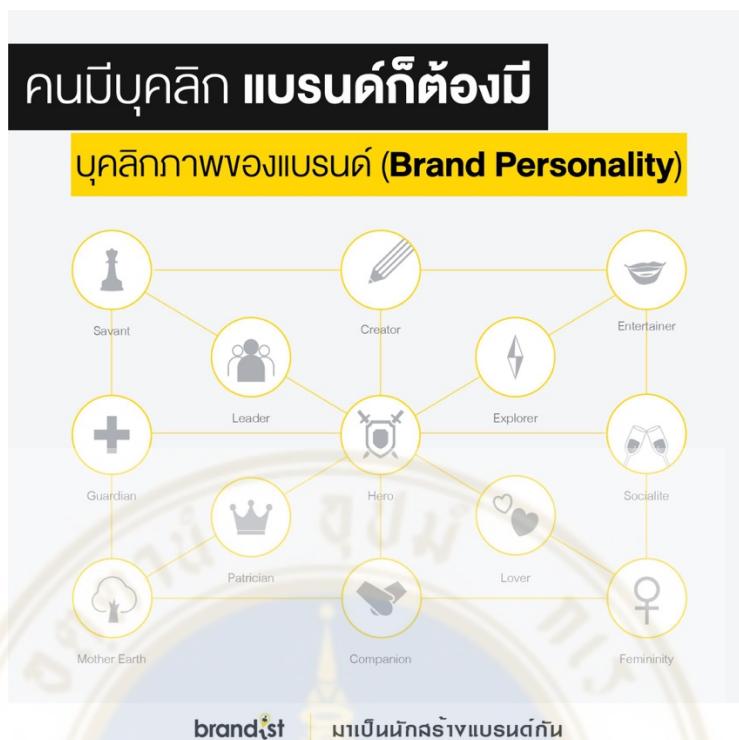 คนมีบุคลิก แบรนด์ก็ต้องมี
บุคลิกภาพของแบรนด์ (Brand Personality)
Savant
Creator
Entertainer
Leader
Explorer
Guardian
Hero
Socialite
Patrician
Lover
Mother Earth
Companion
Femininity
brandist
มาเป็นนักสร้างแบรนด์กัน